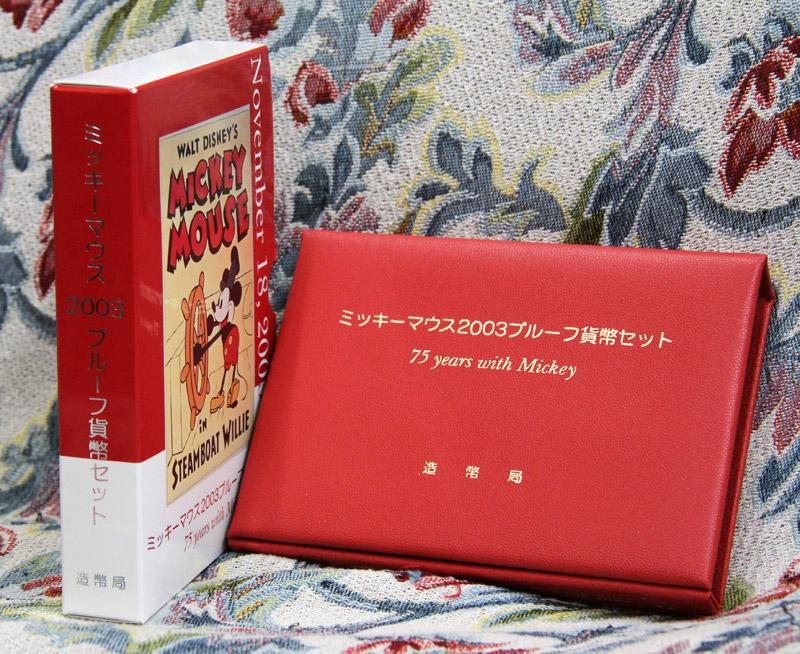 ミッキーマウス 2003 プルーフ貨幣セット
造幣局
November 18, 200
WALT DISNEY'S
MICKEY
MOUSE
IN
STEAMBOAT WILLIE
ミッキーマウス2003プルーフ
75 years with
ミッキーマウス2003プルーフ貨幣セット
75 years with Mickey
造幣局